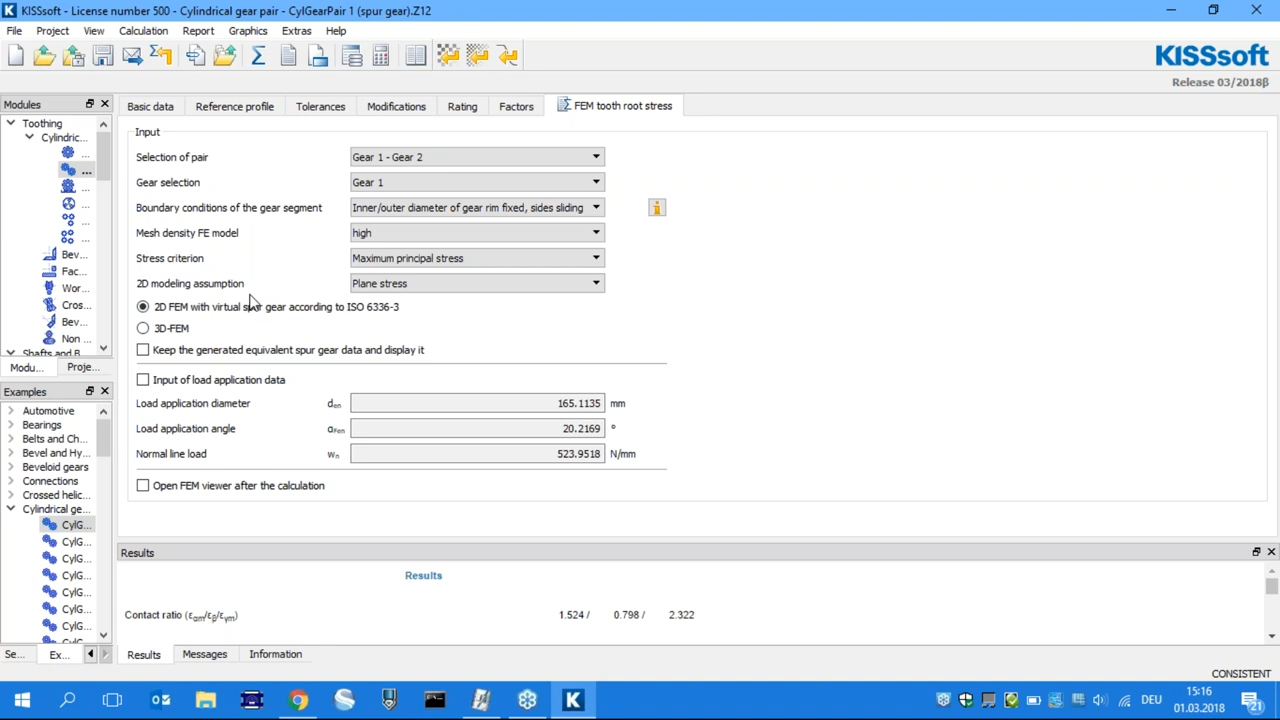 KISSsoft - License number 500 - Cylindrical gear pair - CylGearPair 1 (spur gear).Z12
File Project View Calculation Report Graphics Extras Help
KISSsoft
Release 03/2018β
Modules
Basic data Reference profile Tolerances Modifications Rating Factors FEM tooth root stress
Toothing
Cylindric...
...
...
...
...
...
...
Bev...
Fac...
Wor...
Cros...
Bev...
Non ...
Shafts and B...
Modu... Proje...
Input
Selection of pair Gear 1 - Gear 2
Gear selection Gear 1
Boundary conditions of the gear segment Inner/outer diameter of gear rim fixed, sides sliding
Mesh density FE model high
Stress criterion Maximum principal stress
2D modeling assumption Plane stress
2D FEM with virtual spur gear according to ISO 6336-3
3D-FEM
Keep the generated equivalent spur gear data and display it
Input of load application data
Load application diameter den 165.1135 mm
Load application angle αFen 20.2169 °
Normal line load wn 523.9518 N/mm
Open FEM viewer after the calculation
Examples
Automotive
Bearings
Belts and Ch...
Bevel and Hy...
Beveloid gears
Connections
Crossed helic...
Cylindrical ge...
CylG...
CylG...
CylG...
CylG...
CylG...
CylG...
CylG...
CylG...
Se... Ex...
Results
Results
Contact ratio (εαm/εβ/εγm) 1.524 / 0.798 / 2.322
Results Messages Information
CONSISTENT
DEU
15:16
01.03.2018
21